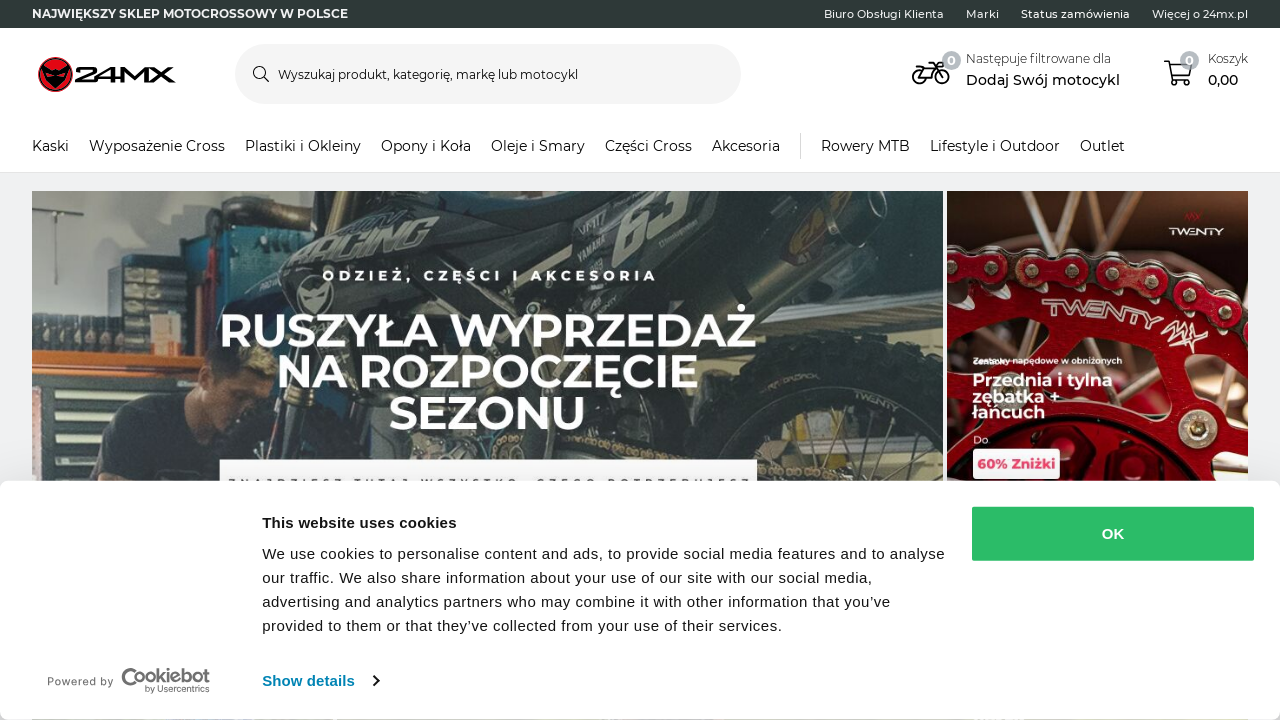 NAJWIĘKSZY SKLEP MOTOCROSSOWY W POLSCE
Biuro Obsługi Klienta
Marki
Status zamówienia
Więcej o 24mx.pl
24MX
Wyszukaj produkt, kategorię, markę lub motocykl
0
Następuje filtrowane dla
Dodaj Swój motocykl
0
Koszyk
0,00
Kaski
Wyposażenie Cross
Plastiki i Okleiny
Opony i Koła
Oleje i Smary
Części Cross
Akcesoria
Rowery MTB
Lifestyle i Outdoor
Outlet
RACING
YAMAHA
63
ODZIEŻ, CZĘŚCI I AKCESORIA
RUSZYŁA WYPRZEDAŻ
NA ROZPOCZĘCIE
SEZONU
ZNAJDZIESZ TUTAJ WSZYSTKO, CZEGO POTRZEBUJESZ
TWENTY
TWENTY
Zestawy napędowe w obniżonych
Przednia i tylna
zębatka +
łańcuch
Do
60% Zniżki
This website uses cookies
We use cookies to personalise content and ads, to provide social media features and to analyse
our traffic. We also share information about your use of our site with our social media,
advertising and analytics partners who may combine it with other information that you’ve
provided to them or that they’ve collected from your use of their services.
OK
Powered by Cookiebot
by Usercentrics
Show details